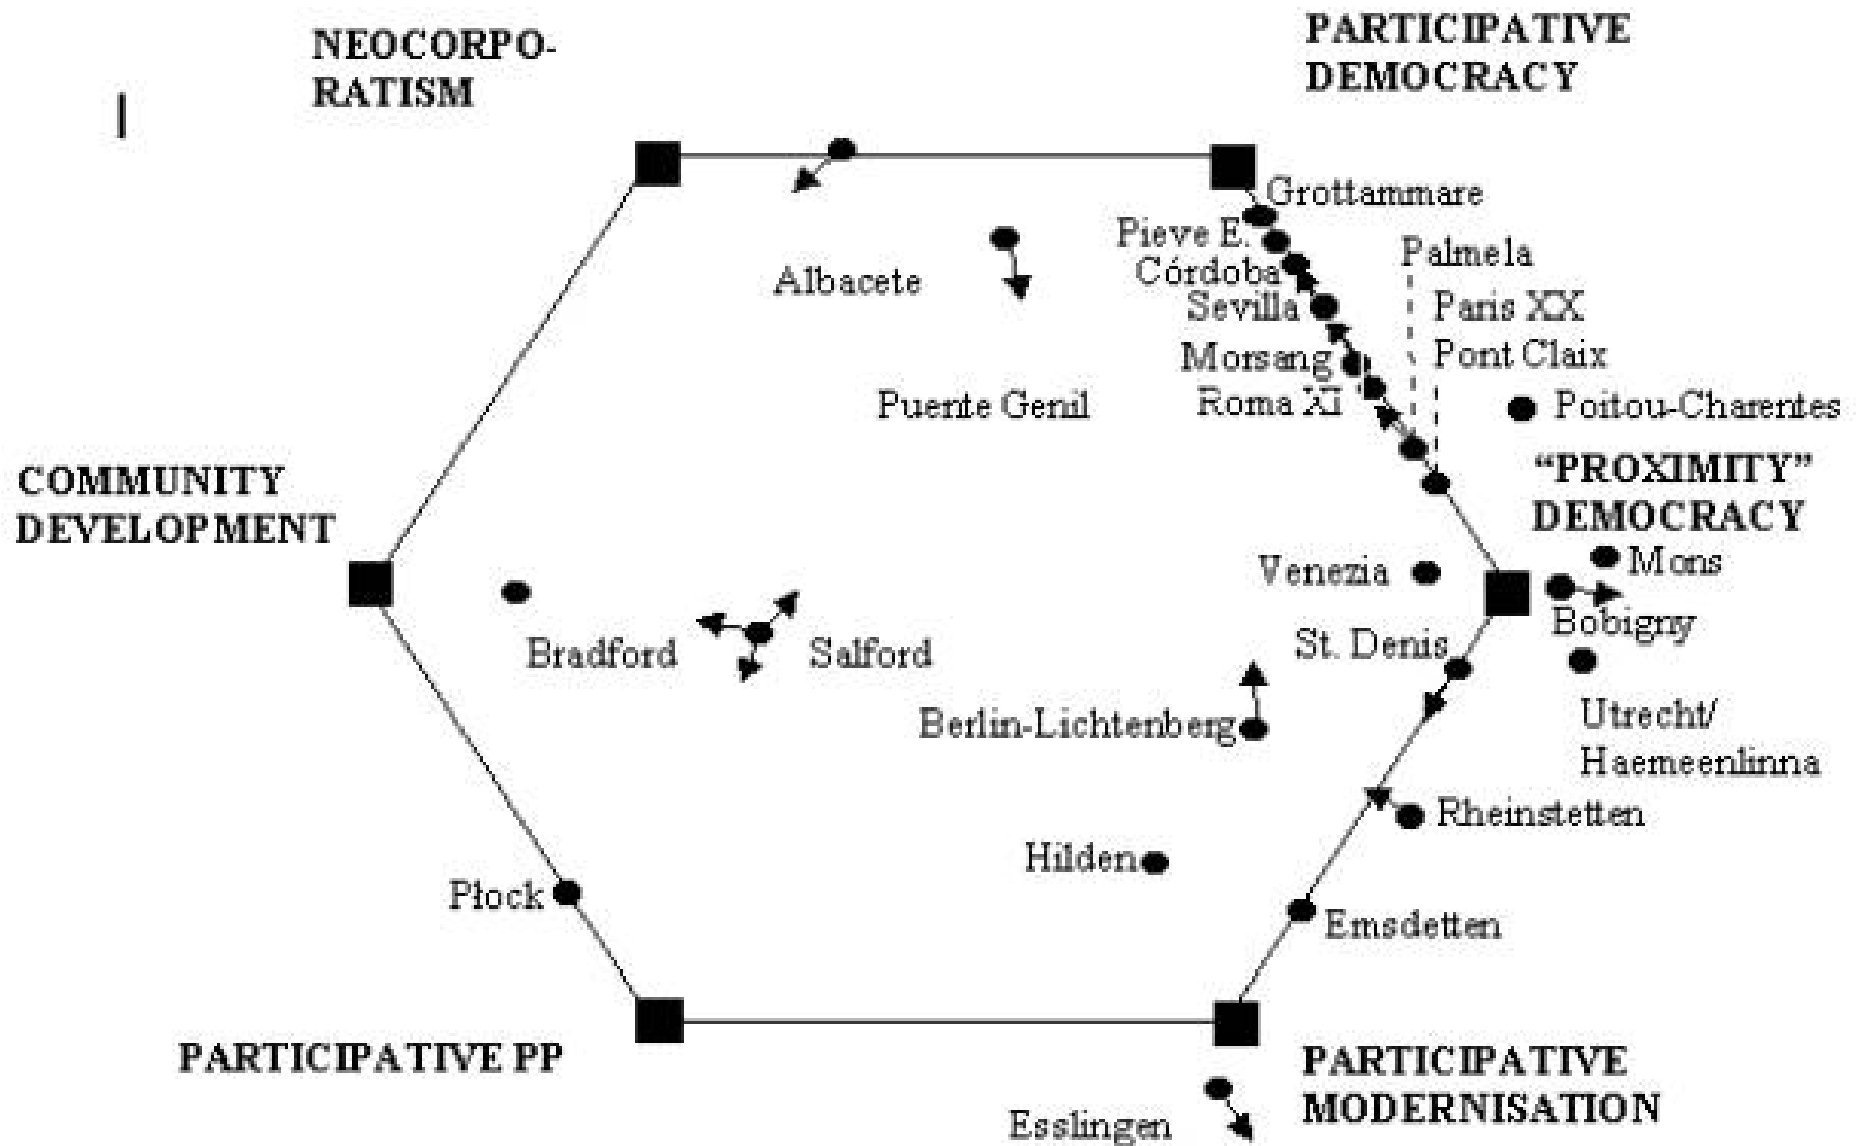 NEOCORPO-
RATISM
PARTICIPATIVE
DEMOCRACY
Grottammare
Pieve E.
Córdoba
Sevilla
Morsang
Roma XI
Palmela
Paris XX
Pont Claix
Poitou-Charentes
Albacete
Puente Genil
COMMUNITY
DEVELOPMENT
“PROXIMITY”
DEMOCRACY
Mons
Venezia
Bobigny
St. Denis
Bradford
Salford
Utrecht/
Haemeenlinna
Berlin-Lichtenberg
Rheinstetten
Hilden
Płock
Emsdetten
PARTICIPATIVE PP
PARTICIPATIVE
MODERNISATION
Esslingen